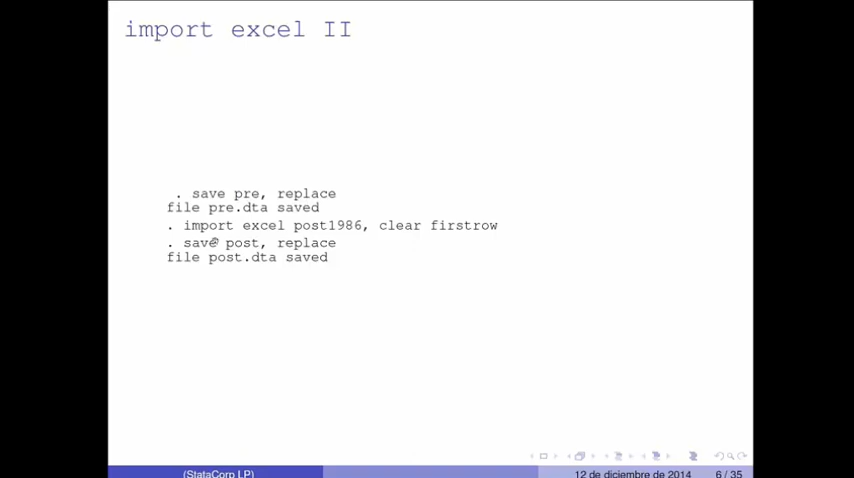 import excel II
. save pre, replace
file pre.dta saved
. import excel post1986, clear firstrow
. save post, replace
file post.dta saved
(StataCorp LP)
12 de diciembre de 2014
6 / 35